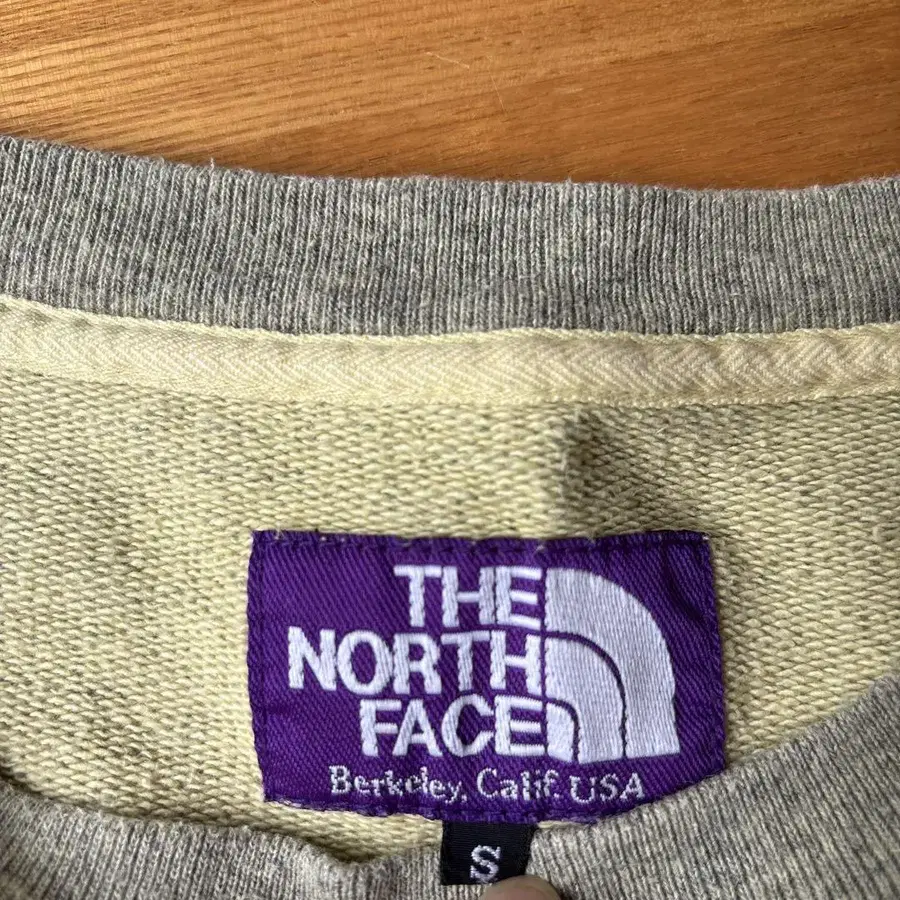 THE
NORTH
FACE
Berkeley, Calif. USA
S